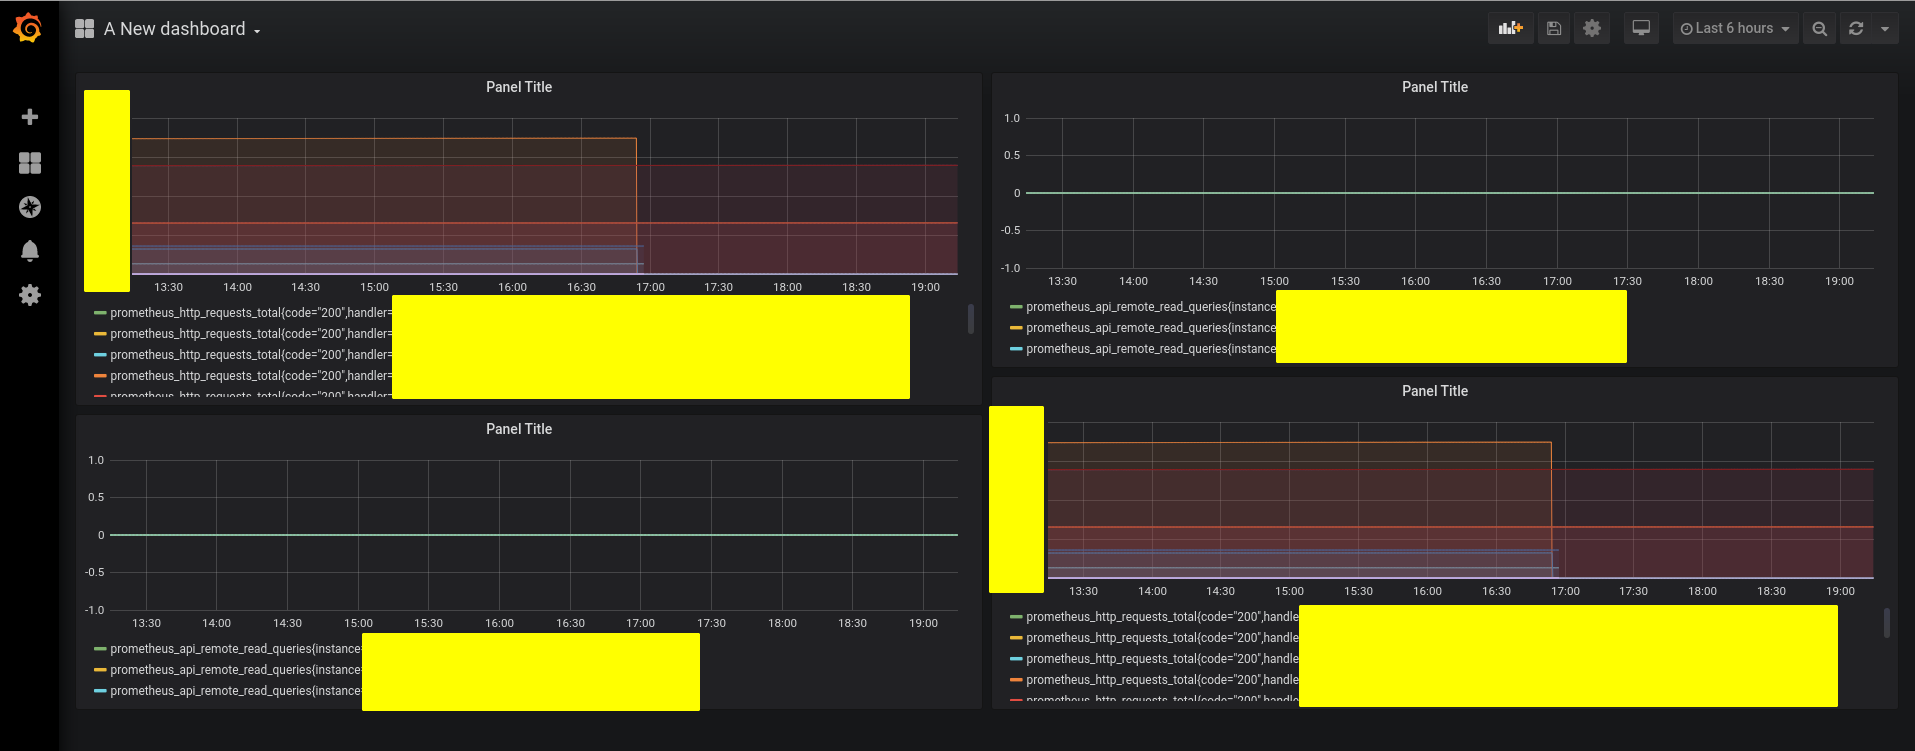 A New dashboard
Last 6 hours
Panel Title
13:30 14:00 14:30 15:00 15:30 16:00 16:30 17:00 17:30 18:00 18:30 19:00
prometheus_http_requests_total{code="200",handler=
prometheus_http_requests_total{code="200",handler=
prometheus_http_requests_total{code="200",handler=
prometheus_http_requests_total{code="200",handler=
prometheus_http_requests_total{code="200",handler=
Panel Title
1.0
0.5
0
-0.5
-1.0
13:30 14:00 14:30 15:00 15:30 16:00 16:30 17:00 17:30 18:00 18:30 19:00
prometheus_api_remote_read_queries{instance
prometheus_api_remote_read_queries{instance
prometheus_api_remote_read_queries{instance
Panel Title
1.0
0.5
0
-0.5
-1.0
13:30 14:00 14:30 15:00 15:30 16:00 16:30 17:00 17:30 18:00 18:30 19:00
prometheus_api_remote_read_queries{instance
prometheus_api_remote_read_queries{instance
prometheus_api_remote_read_queries{instance
Panel Title
13:30 14:00 14:30 15:00 15:30 16:00 16:30 17:00 17:30 18:00 18:30 19:00
prometheus_http_requests_total{code="200",handle
prometheus_http_requests_total{code="200",handle
prometheus_http_requests_total{code="200",handle
prometheus_http_requests_total{code="200",handle
prometheus_http_requests_total{code="200",handle